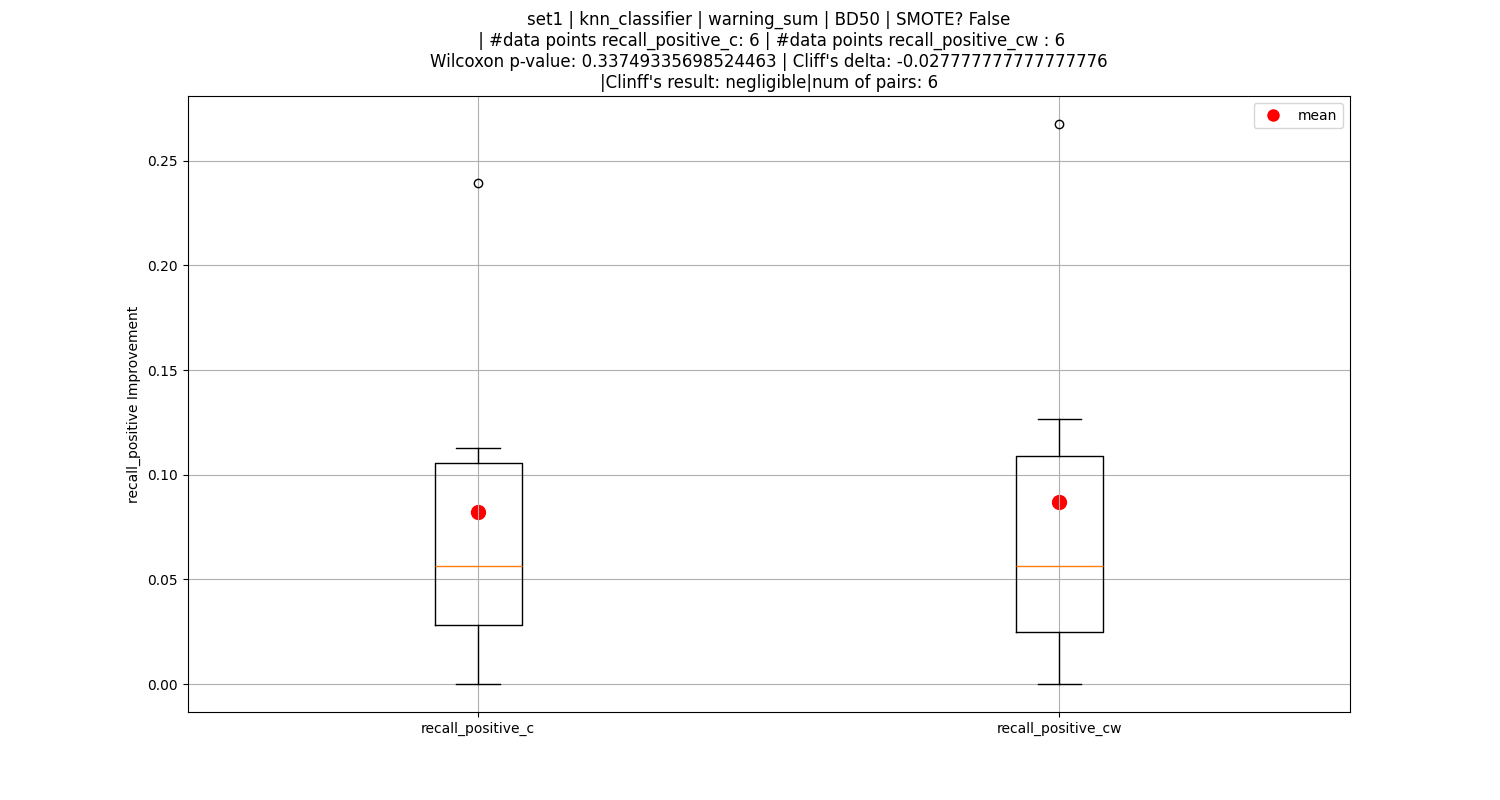 set1 | knn_classifier | warning_sum | BD50 | SMOTE? False
| #data points recall_positive_c: 6 | #data points recall_positive_cw : 6
Wilcoxon p-value: 0.33749335698524463 | Cliff's delta: -0.027777777777777776
|Clinff's result: negligible|num of pairs: 6
mean
0.25
0.20
0.15
0.10
0.05
0.00
recall_positive Improvement
recall_positive_c
recall_positive_cw